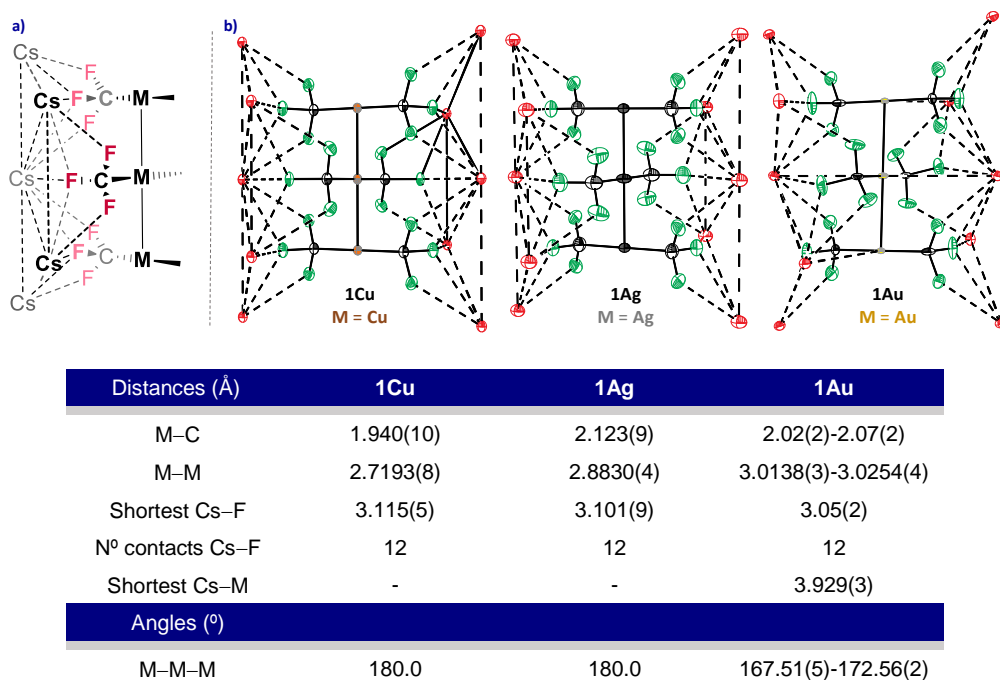 a)
b)
Cs
F
F
C
M
Cs
F
F
Cs
F
C
M
F
F
F
C
M
Cs
F
Cs
1Cu
M = Cu
1Ag
M = Ag
1Au
M = Au
Distances (Å) 1Cu 1Ag 1Au
M–C 1.940(10) 2.123(9) 2.02(2)-2.07(2)
M–M 2.7193(8) 2.8830(4) 3.0138(3)-3.0254(4)
Shortest Cs–F 3.115(5) 3.101(9) 3.05(2)
Nº contacts Cs–F 12 12 12
Shortest Cs–M - - 3.929(3)
Angles (º)
M–M–M 180.0 180.0 167.51(5)-172.56(2)